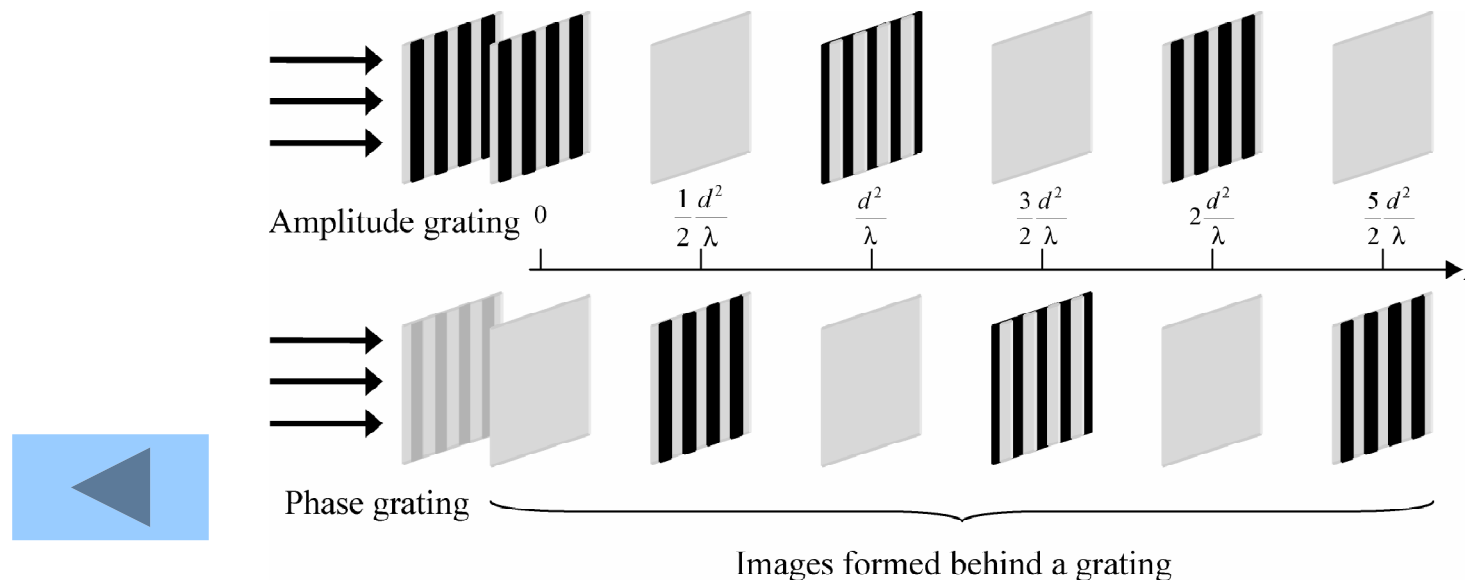 Amplitude grating
0
1/2 d²/λ
d²/λ
3/2 d²/λ
2 d²/λ
5/2 d²/λ
Phase grating
Images formed behind a grating